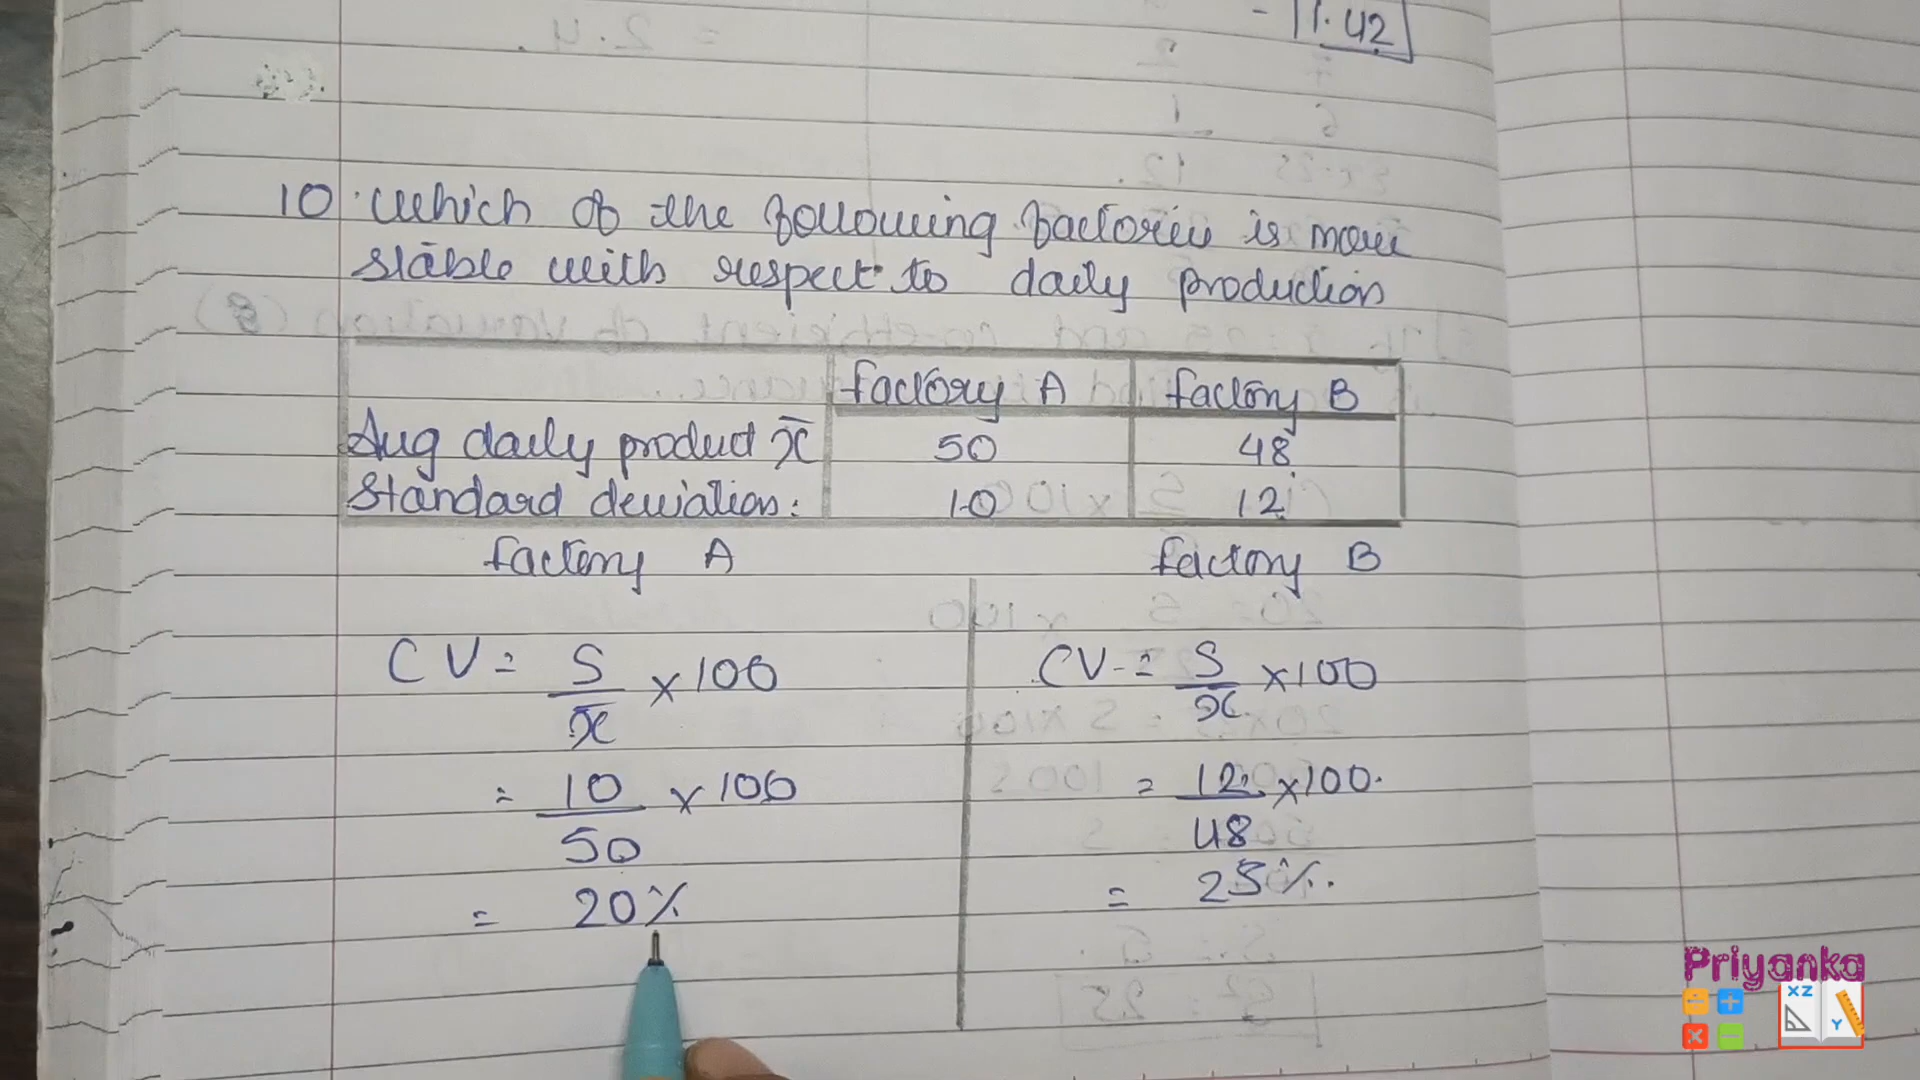 1.42
10. Which of the following factories is more
stable with respect to daily production
factory A factory B
Avg daily product x̄ 50 48
Standard deviation: 10 12
factory A factory B
CV = S/x̄ ×100 CV = S/x̄ ×100
= 10/50 × 100 = 12/48 ×100.
= 20% = 25%.
Priyanka
XZ
Y